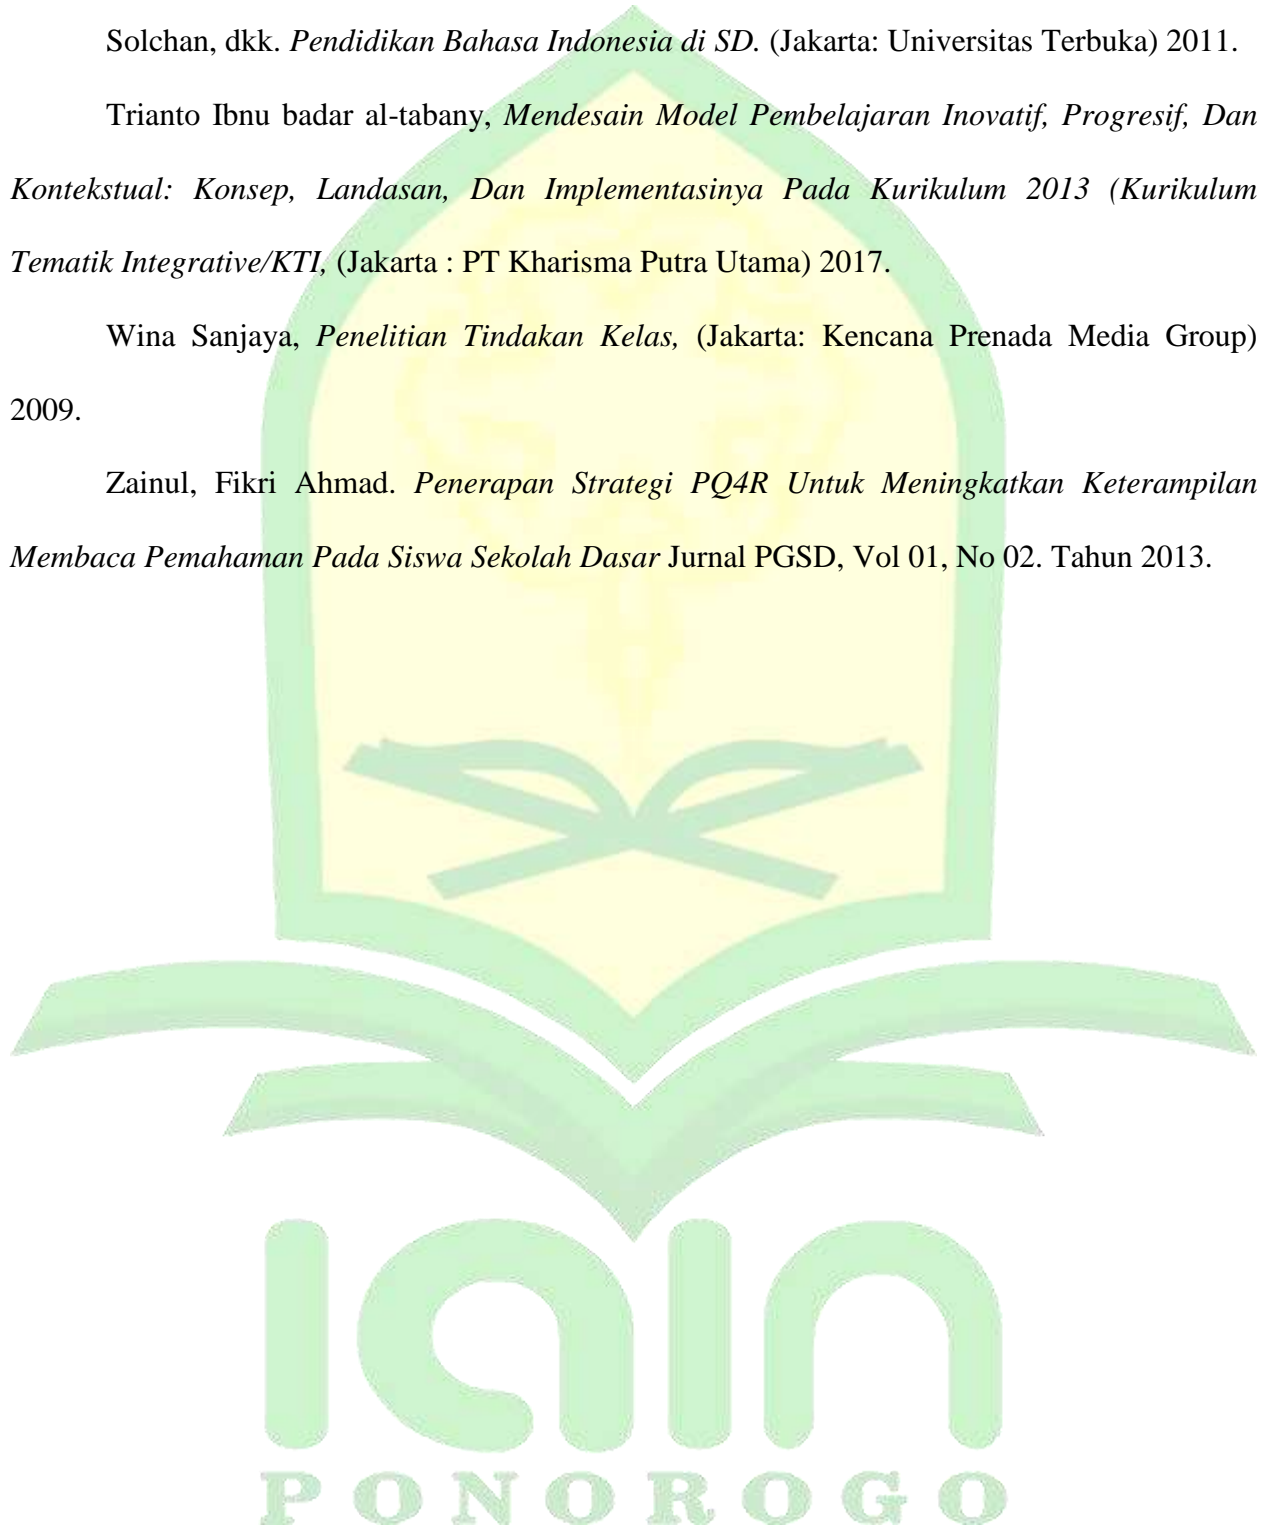 Solchan, dkk. Pendidikan Bahasa Indonesia di SD. (Jakarta: Universitas Terbuka) 2011.
Trianto Ibnu badar al-tabany, Mendesain Model Pembelajaran Inovatif, Progresif, Dan
Kontekstual: Konsep, Landasan, Dan Implementasinya Pada Kurikulum 2013 (Kurikulum
Tematik Integrative/KTI, (Jakarta : PT Kharisma Putra Utama) 2017.
Wina Sanjaya, Penelitian Tindakan Kelas, (Jakarta: Kencana Prenada Media Group)
2009.
Zainul, Fikri Ahmad. Penerapan Strategi PQ4R Untuk Meningkatkan Keterampilan
Membaca Pemahaman Pada Siswa Sekolah Dasar Jurnal PGSD, Vol 01, No 02. Tahun 2013.
iain
PONOROGO